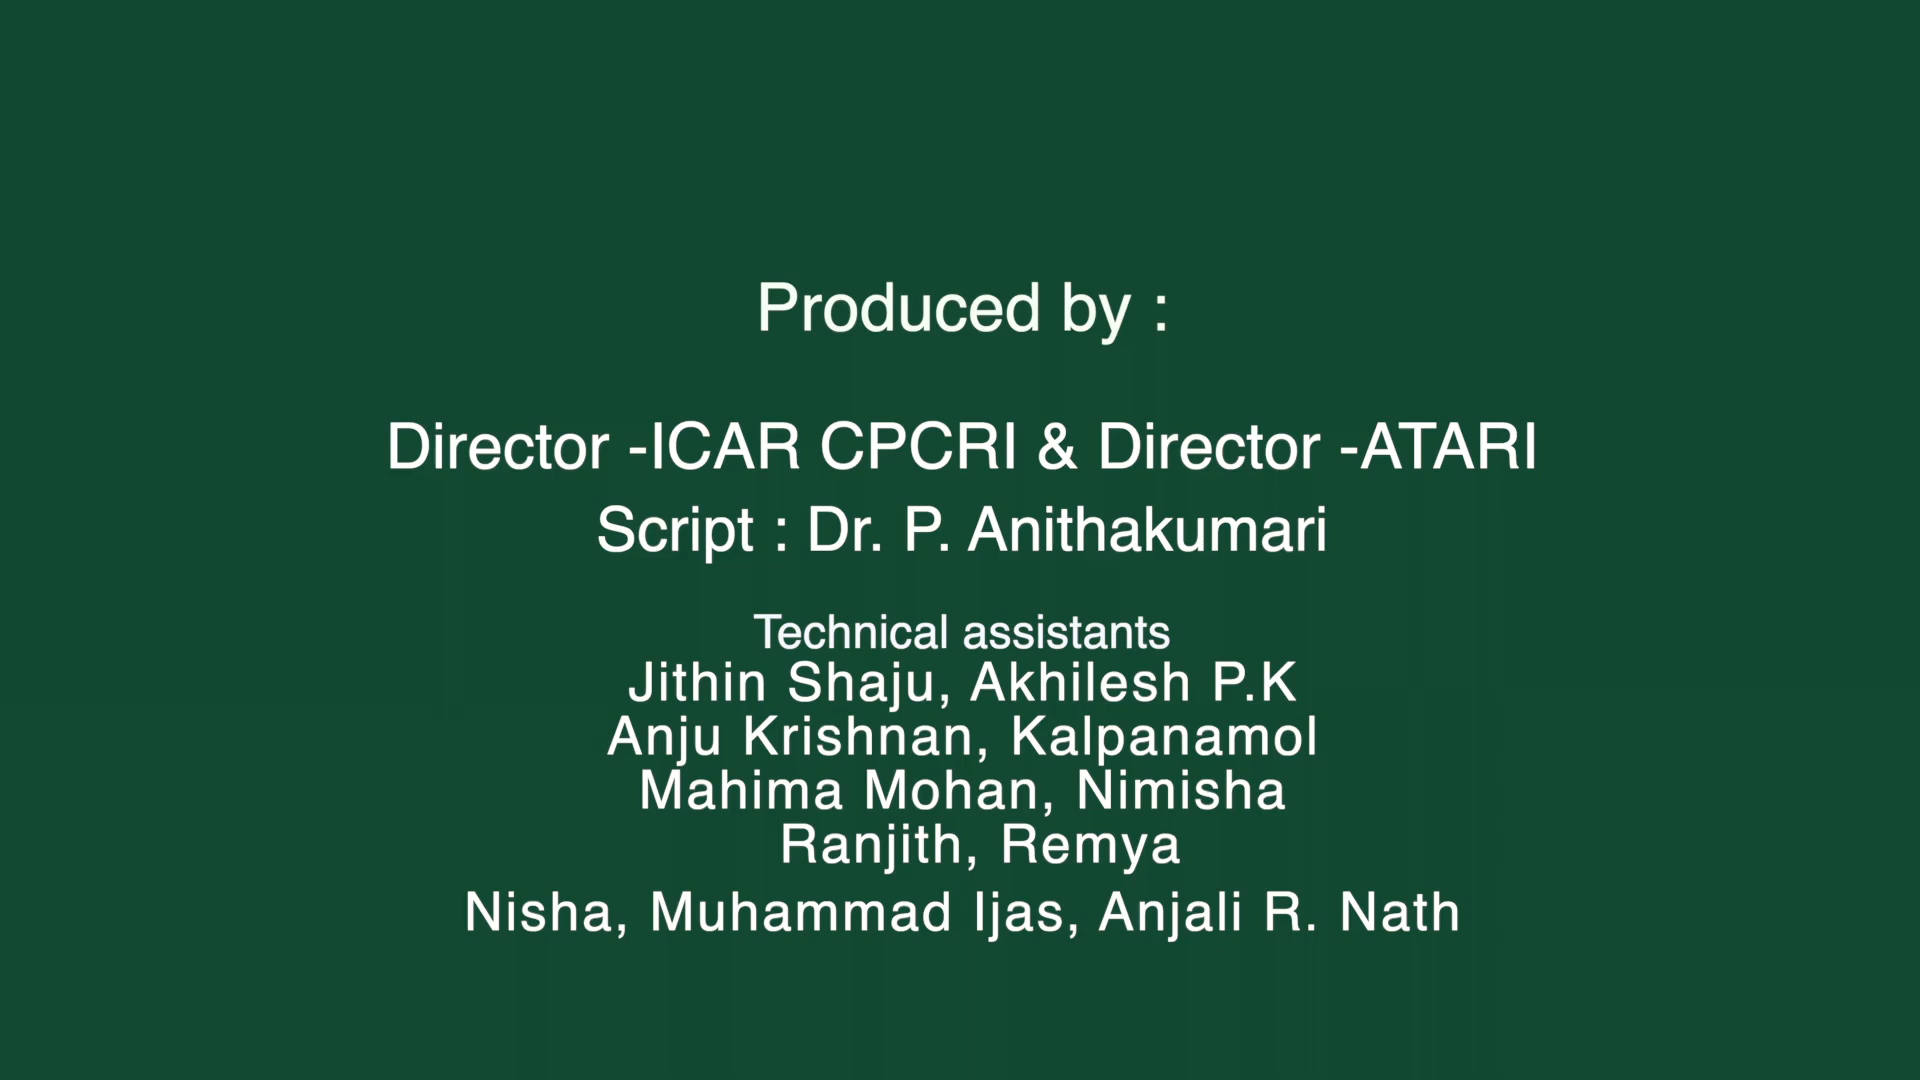 Produced by :
Director -ICAR CPCRI & Director -ATARI
Script : Dr. P. Anithakumari
Technical assistants
Jithin Shaju, Akhilesh P.K
Anju Krishnan, Kalpanamol
Mahima Mohan, Nimisha
Ranjith, Remya
Nisha, Muhammad Ijas, Anjali R. Nath